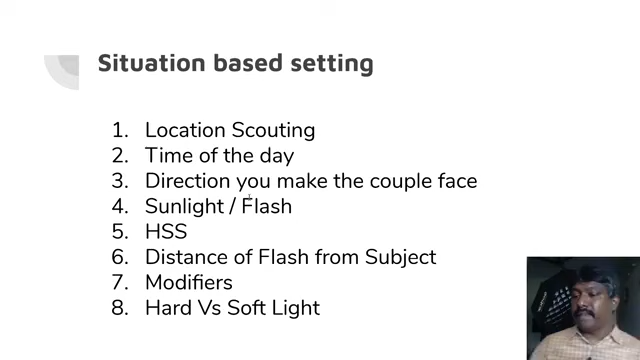 Situation based setting
1. Location Scouting
2. Time of the day
3. Direction you make the couple face
4. Sunlight / Flash
5. HSS
6. Distance of Flash from Subject
7. Modifiers
8. Hard Vs Soft Light